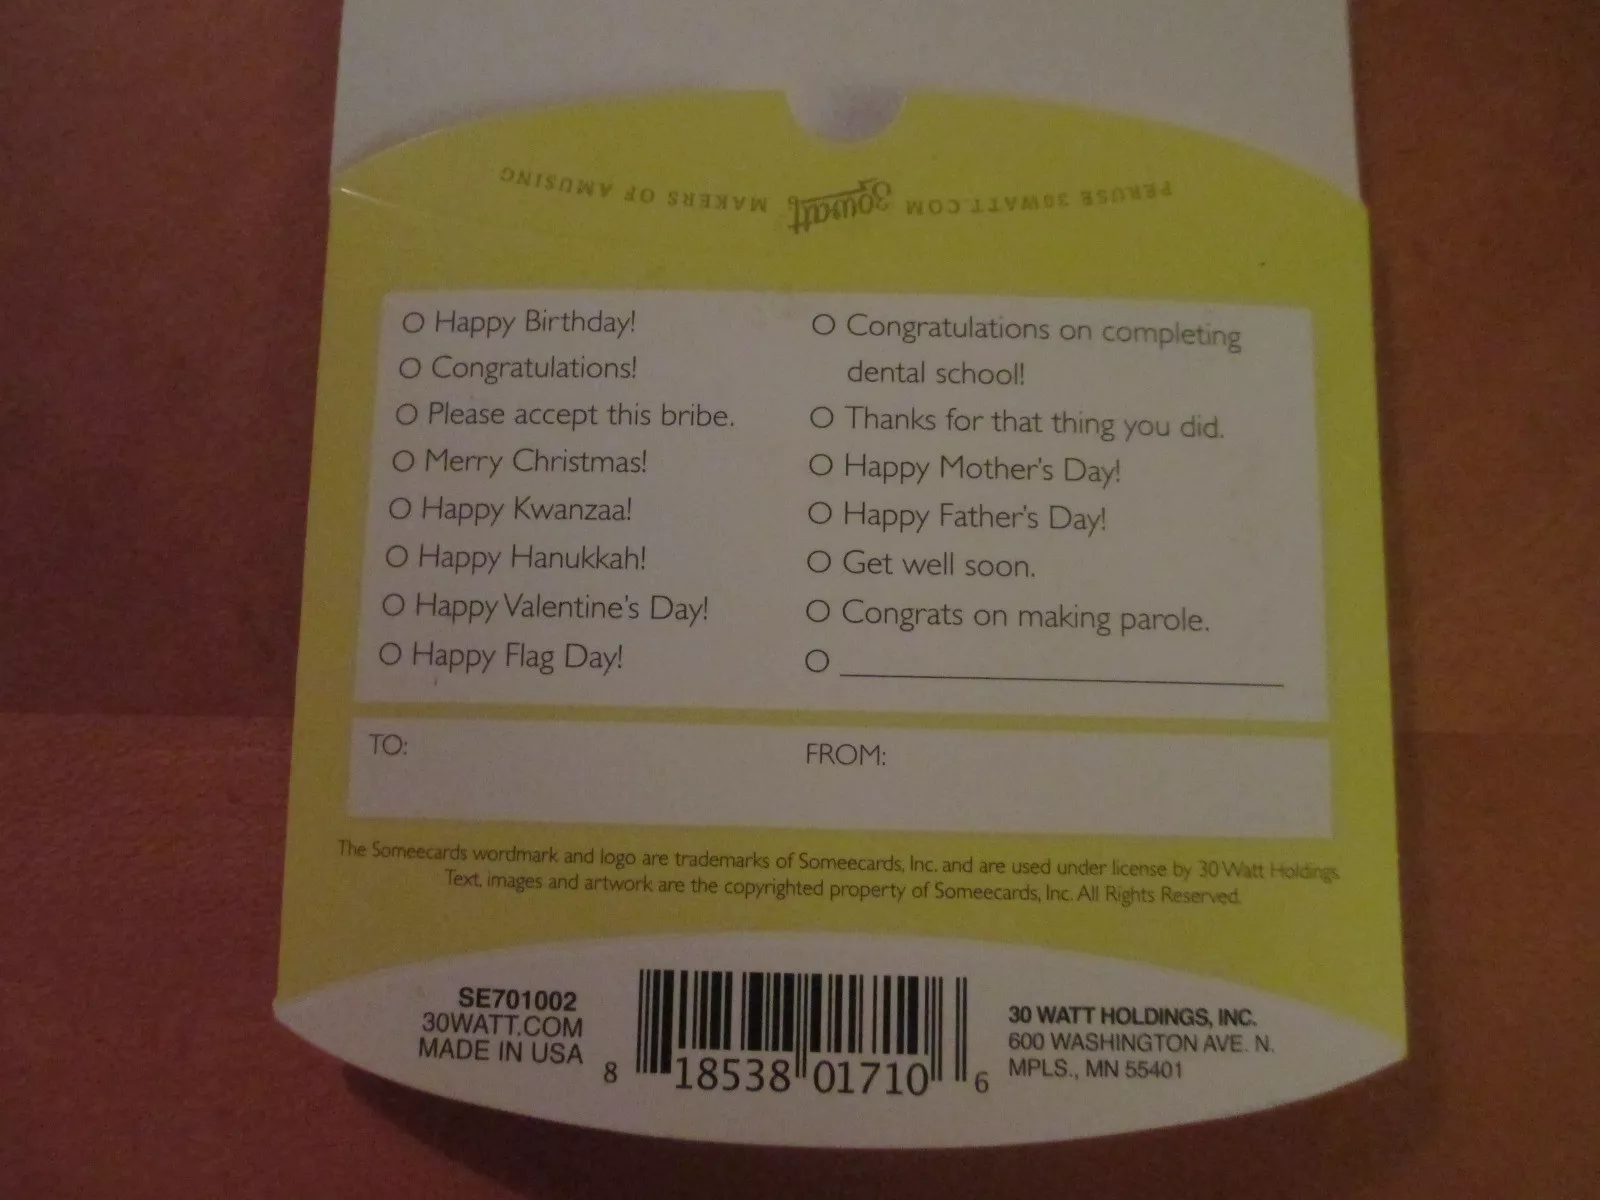 PERUSE 30WATT.COM 30watt MAKERS OF AMUSING
Happy Birthday!
Congratulations!
Please accept this bribe.
Merry Christmas!
Happy Kwanzaa!
Happy Hanukkah!
Happy Valentine's Day!
Happy Flag Day!
Congratulations on completing
dental school!
Thanks for that thing you did.
Happy Mother's Day!
Happy Father's Day!
Get well soon.
Congrats on making parole.
TO:
FROM:
The Someecards wordmark and logo are trademarks of Someecards, Inc. and are used under license by 30 Watt Holdings.
Text, images and artwork are the copyrighted property of Someecards, Inc. All Rights Reserved.
SE701002
30WATT.COM
MADE IN USA
8 18538 01710 6
30 WATT HOLDINGS, INC.
600 WASHINGTON AVE. N.
MPLS., MN 55401